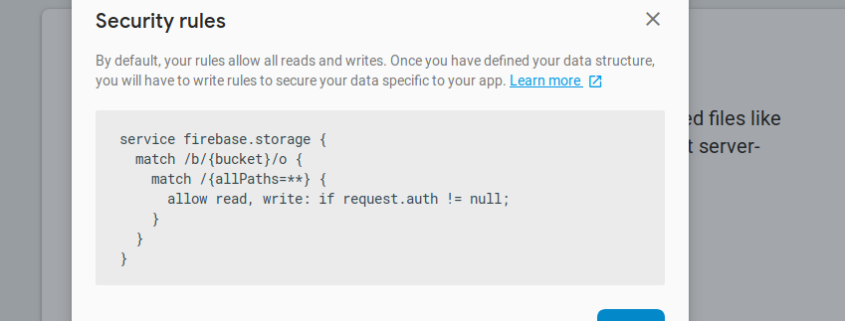 Security rules
By default, your rules allow all reads and writes. Once you have defined your data structure,
you will have to write rules to secure your data specific to your app. Learn more
service firebase.storage {
  match /b/{bucket}/o {
    match /{allPaths=**} {
      allow read, write: if request.auth != null;
    }
  }
}
ed files like
t server-